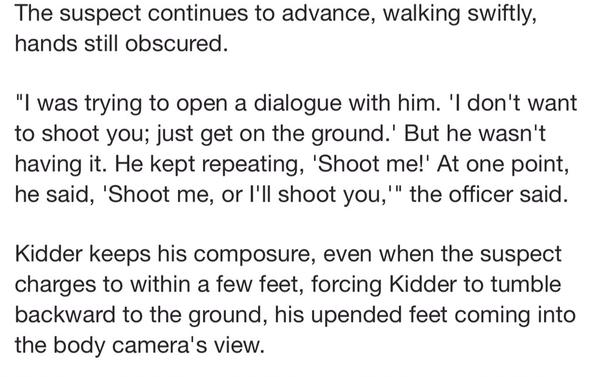 The suspect continues to advance, walking swiftly,
hands still obscured.
"I was trying to open a dialogue with him. 'I don't want
to shoot you; just get on the ground.' But he wasn't
having it. He kept repeating, 'Shoot me!' At one point,
he said, 'Shoot me, or I'll shoot you,'" the officer said.
Kidder keeps his composure, even when the suspect
charges to within a few feet, forcing Kidder to tumble
backward to the ground, his upended feet coming into
the body camera's view.